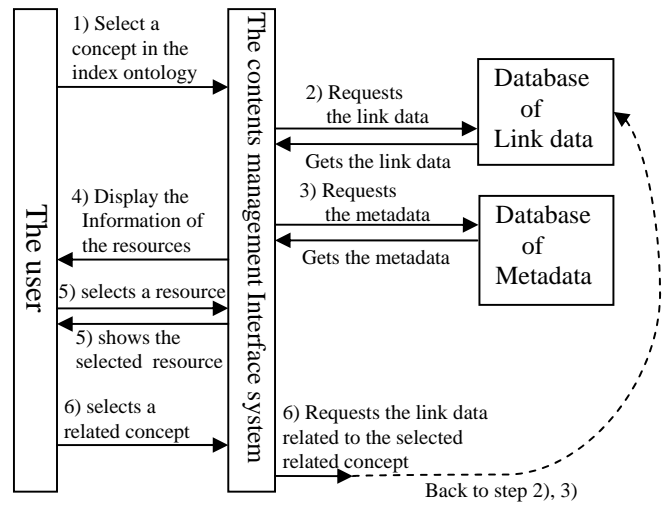 1) Select a
concept in the
index ontology
The user
The contents management Interface system
2) Requests
the link data
Gets the link data
Database
of
Link data
3) Requests
the metadata
Gets the metadata
Database
of
Metadata
4) Display the
Information of
the resources
5) selects a resource
5) shows the
selected resource
6) selects a
related concept
6) Requests the link data
related to the selected
related concept
Back to step 2), 3)